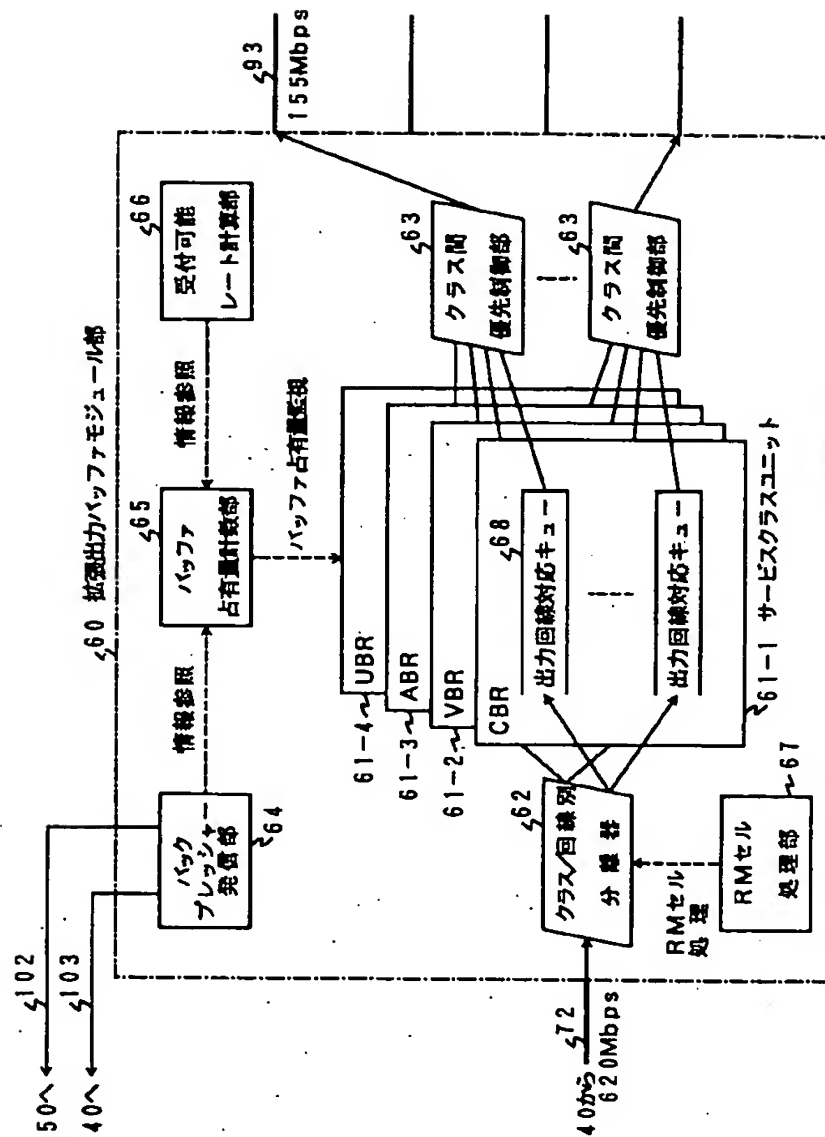 60 拡張出力バッファモジュール部
50へ
102
40へ
103
バック
プレッシャー
発信部
64
情報参照
65
バッファ
占有量計数部
情報参照
66
受付可能
レート計算部
バッファ占有量監視
93
155Mbps
61-4
UBR
61-3
ABR
61-2
VBR
CBR
68
出力回線対応キュー
出力回線対応キュー
61-1 サービスクラスユニット
63
クラス間
優先制御部
63
クラス間
優先制御部
40から
72
620Mbps
62
クラス/回線別
分離器
RMセル
処理
RMセル
処理部
67